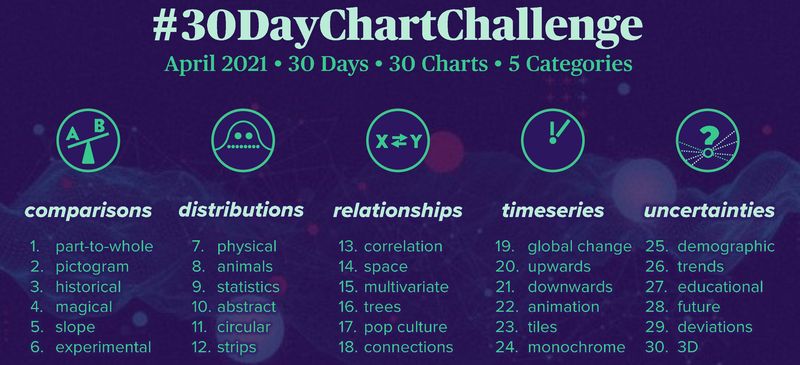 #30DayChartChallenge
April 2021 • 30 Days • 30 Charts • 5 Categories
A B
X⇄Y
!
?
comparisons
1. part-to-whole
2. pictogram
3. historical
4. magical
5. slope
6. experimental
distributions
7. physical
8. animals
9. statistics
10. abstract
11. circular
12. strips
relationships
13. correlation
14. space
15. multivariate
16. trees
17. pop culture
18. connections
timeseries
19. global change
20. upwards
21. downwards
22. animation
23. tiles
24. monochrome
uncertainties
25. demographic
26. trends
27. educational
28. future
29. deviations
30. 3D